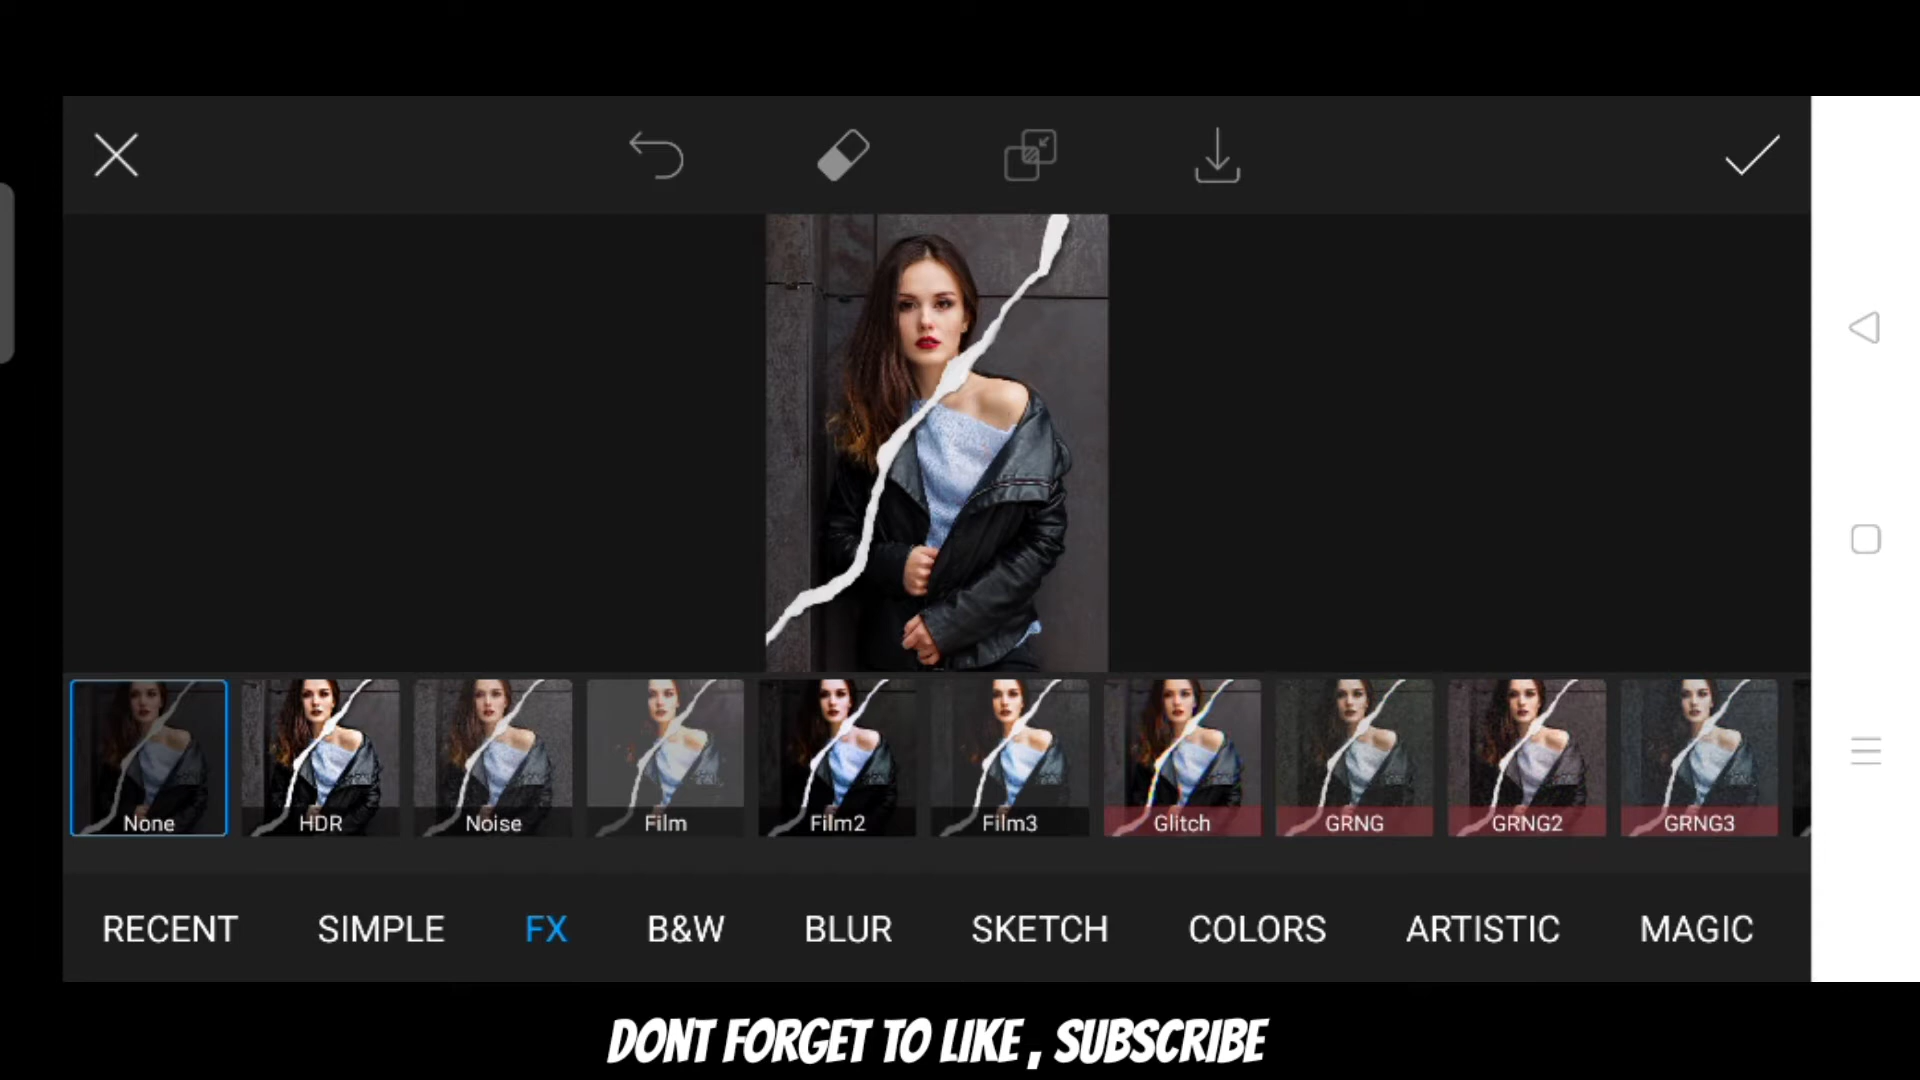 None HDR Noise Film Film2 Film3 Glitch GRNG GRNG2 GRNG3
RECENT SIMPLE FX B&W BLUR SKETCH COLORS ARTISTIC MAGIC
DONT FORGET TO LIKE, SUBSCRIBE